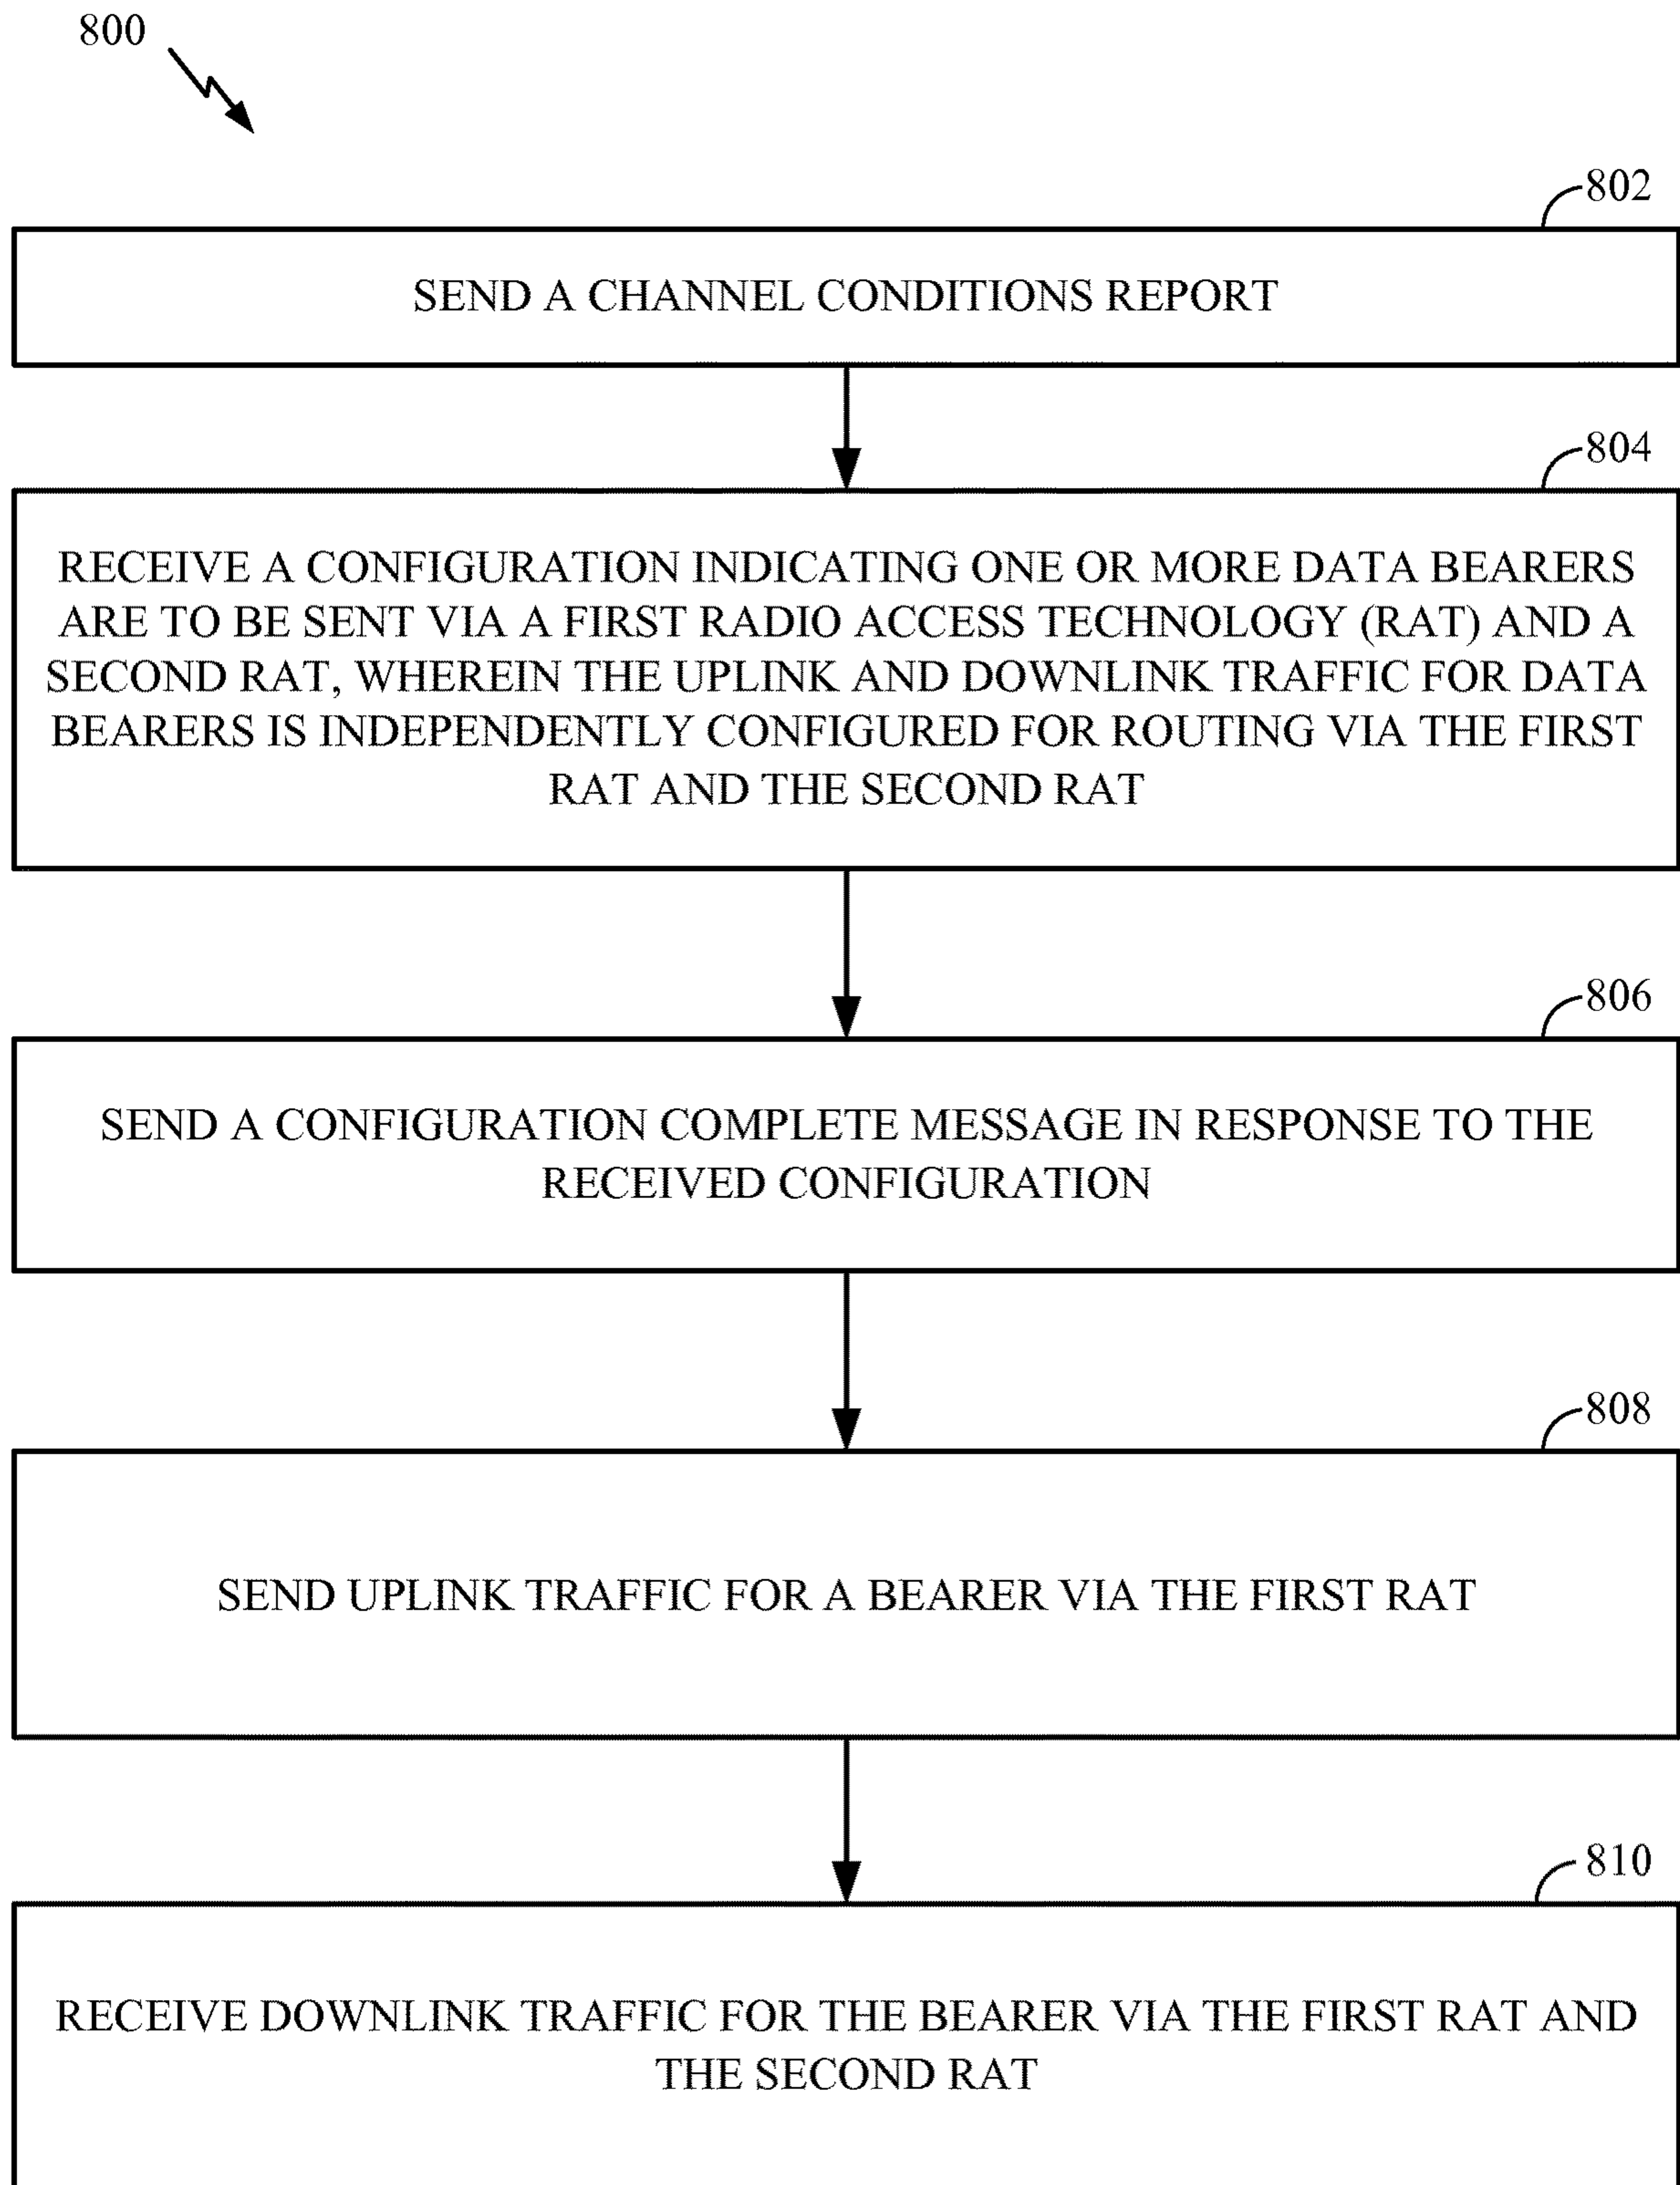 800
802
SEND A CHANNEL CONDITIONS REPORT
804
RECEIVE A CONFIGURATION INDICATING ONE OR MORE DATA BEARERS
ARE TO BE SENT VIA A FIRST RADIO ACCESS TECHNOLOGY (RAT) AND A
SECOND RAT, WHEREIN THE UPLINK AND DOWNLINK TRAFFIC FOR DATA
BEARERS IS INDEPENDENTLY CONFIGURED FOR ROUTING VIA THE FIRST
RAT AND THE SECOND RAT
806
SEND A CONFIGURATION COMPLETE MESSAGE IN RESPONSE TO THE
RECEIVED CONFIGURATION
808
SEND UPLINK TRAFFIC FOR A BEARER VIA THE FIRST RAT
810
RECEIVE DOWNLINK TRAFFIC FOR THE BEARER VIA THE FIRST RAT AND
THE SECOND RAT